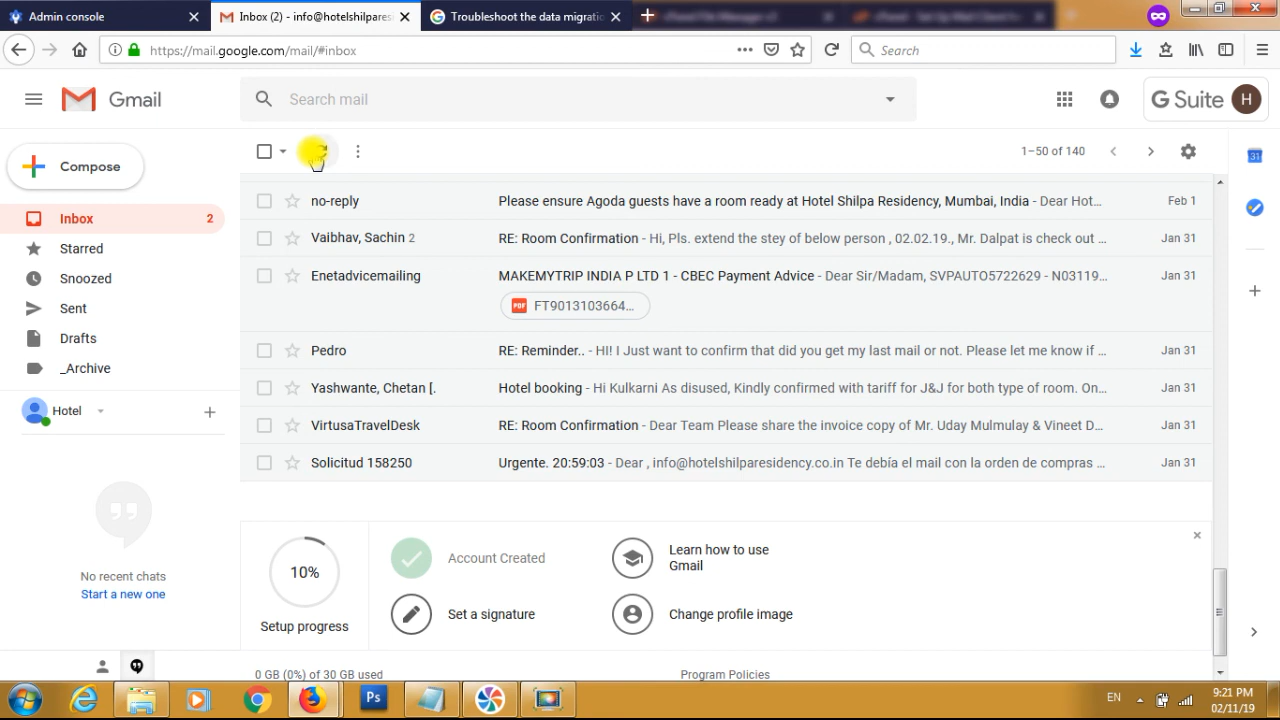 Admin console
Inbox (2) - info@hotelshilpares
Troubleshoot the data migratio
https://mail.google.com/mail/#inbox
Search
Gmail
Search mail
G Suite
H
Compose
1–50 of 140
31
Inbox 2
Starred
Snoozed
Sent
Drafts
_Archive
Hotel
no-reply Please ensure Agoda guests have a room ready at Hotel Shilpa Residency, Mumbai, India - Dear Hot... Feb 1
Vaibhav, Sachin 2 RE: Room Confirmation - Hi, Pls. extend the stey of below person , 02.02.19., Mr. Dalpat is check out ... Jan 31
Enetadvicemailing MAKEMYTRIP INDIA P LTD 1 - CBEC Payment Advice - Dear Sir/Madam, SVPAUTO5722629 - N03119... Jan 31
PDF FT9013103664...
Pedro RE: Reminder.. - HI! I Just want to confirm that did you get my last mail or not. Please let me know if ... Jan 31
Yashwante, Chetan [. Hotel booking - Hi Kulkarni As disused, Kindly confirmed with tariff for J&J for both type of room. On... Jan 31
VirtusaTravelDesk RE: Room Confirmation - Dear Team Please share the invoice copy of Mr. Uday Mulmulay & Vineet D... Jan 31
Solicitud 158250 Urgente. 20:59:03 - Dear , info@hotelshilparesidency.co.in Te debía el mail con la orden de compras ... Jan 31
No recent chats
Start a new one
10%
Setup progress
Account Created
Set a signature
Learn how to use
Gmail
Change profile image
0 GB (0%) of 30 GB used
Program Policies
Ps
EN
9:21 PM
02/11/19